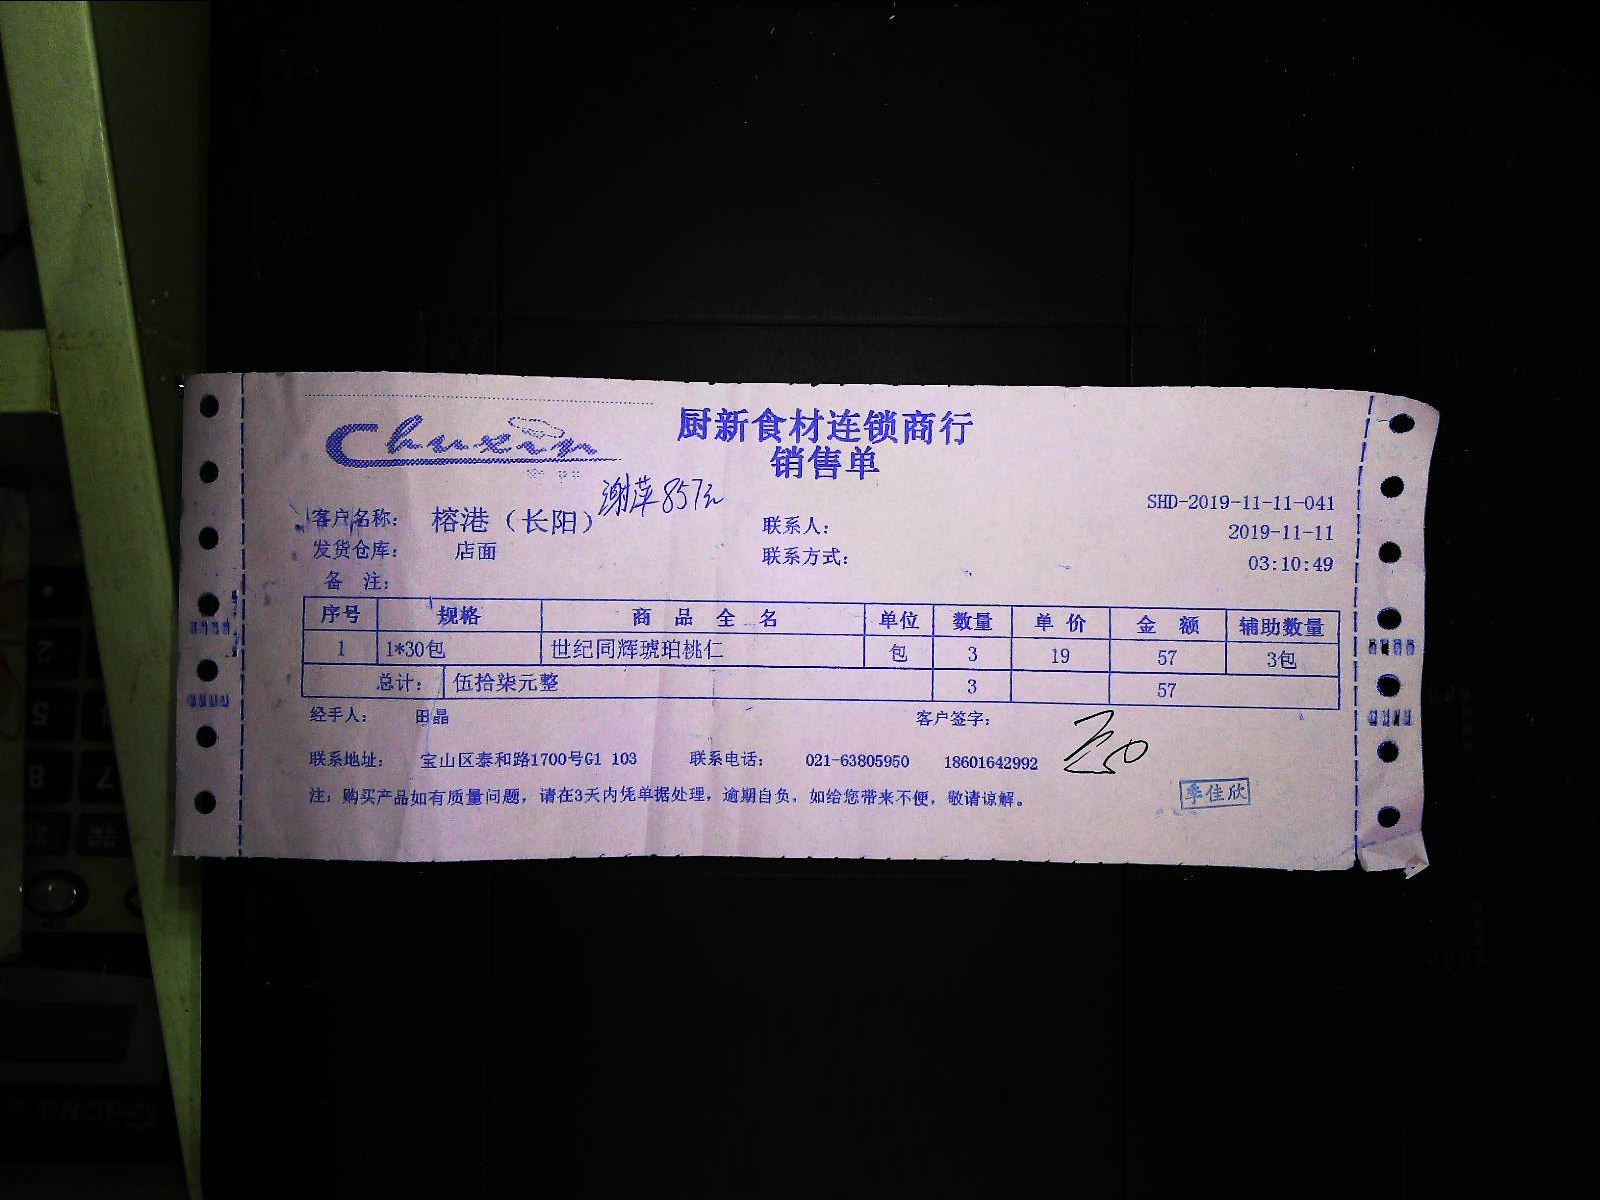 Chuxin
厨新食材连锁商行
销售单
谢萍857元
SHD-2019-11-11-041
客户名称： 榕港（长阳） 联系人： 2019-11-11
发货仓库： 店面 联系方式： 03:10:49
备 注：
序号 规格 商 品 全 名 单位 数量 单 价 金 额 辅助数量
1 1*30包 世纪同辉琥珀桃仁 包 3 19 57 3包
总计： 伍拾柒元整 3 57
经手人： 田晶 客户签字：
联系地址： 宝山区泰和路1700号G1 103 联系电话： 021-63805950 18601642992
注：购买产品如有质量问题，请在3天内凭单据处理，逾期自负，如给您带来不便，敬请谅解。
季佳欣